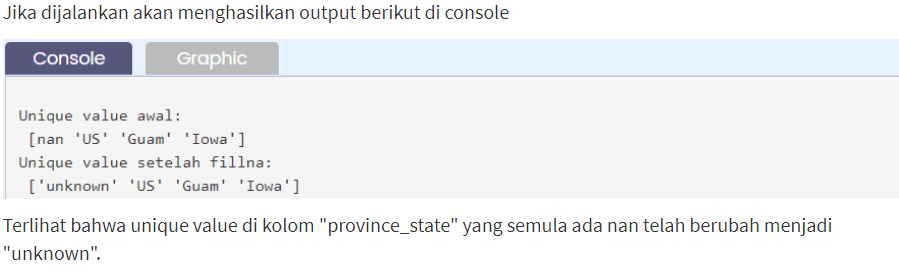 Jika dijalankan akan menghasilkan output berikut di console
Console Graphic
Unique value awal:
[nan 'US' 'Guam' 'Iowa']
Unique value setelah fillna:
['unknown' 'US' 'Guam' 'Iowa']
Terlihat bahwa unique value di kolom "province_state" yang semula ada nan telah berubah menjadi
"unknown".